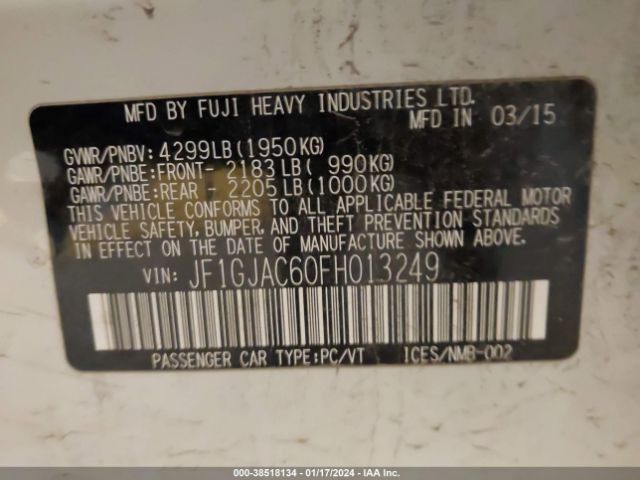 MFD BY FUJI HEAVY INDUSTRIES LTD.
MFD IN 03/15
GVWR/PNBV: 4299LB(1950KG)
GAWR/PNBE:FRONT- 2183LB( 990KG)
GAWR/PNBE:REAR - 2205LB(1000KG)
THIS VEHICLE CONFORMS TO ALL APPLICABLE FEDERAL MOTOR
VEHICLE SAFETY, BUMPER, AND THEFT PREVENTION STANDARDS
IN EFFECT ON THE DATE OF MANUFACTURE SHOWN ABOVE.
VIN: JF1GJAC60FH013249
PASSENGER CAR TYPE:PC/VT ICES/NMB-002
000-38518134 - 01/17/2024 - IAAI.COM